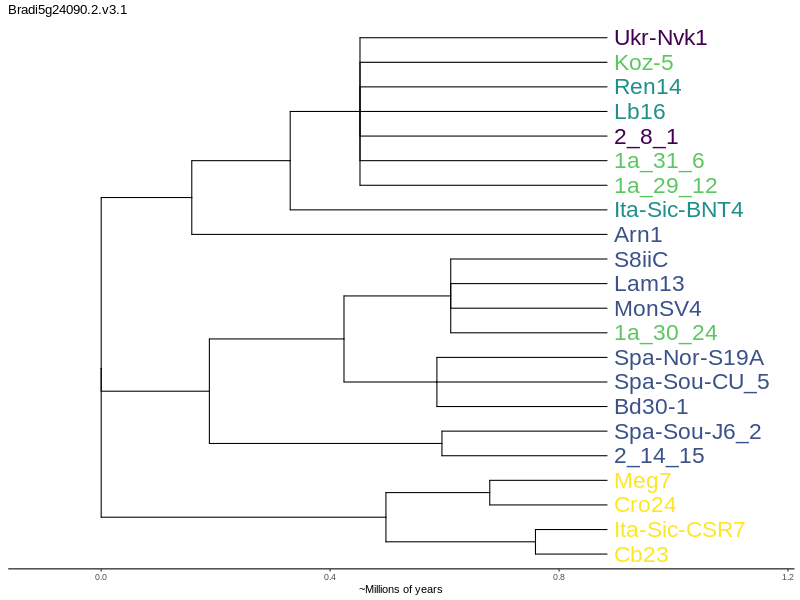 Bradi5g24090.2.v3.1
Ukr-Nvk1
Koz-5
Ren14
Lb16
2_8_1
1a_31_6
1a_29_12
Ita-Sic-BNT4
Arn1
S8iiC
Lam13
MonSV4
1a_30_24
Spa-Nor-S19A
Spa-Sou-CU_5
Bd30-1
Spa-Sou-J6_2
2_14_15
Meg7
Cro24
Ita-Sic-CSR7
Cb23
0.0 0.4 0.8 1.2
~Millions of years